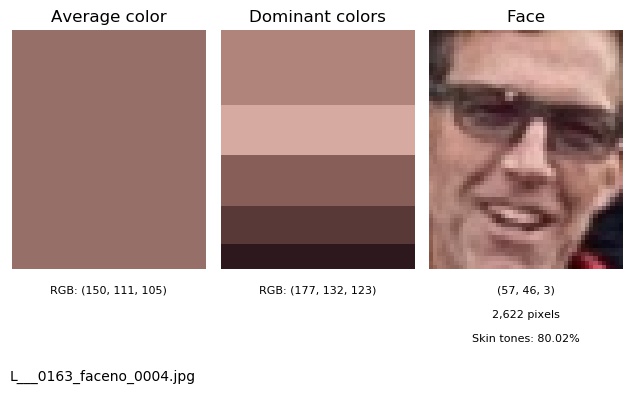 Average color
Dominant colors
Face
RGB: (150, 111, 105)
RGB: (177, 132, 123)
(57, 46, 3)
2,622 pixels
Skin tones: 80.02%
L___0163_faceno_0004.jpg